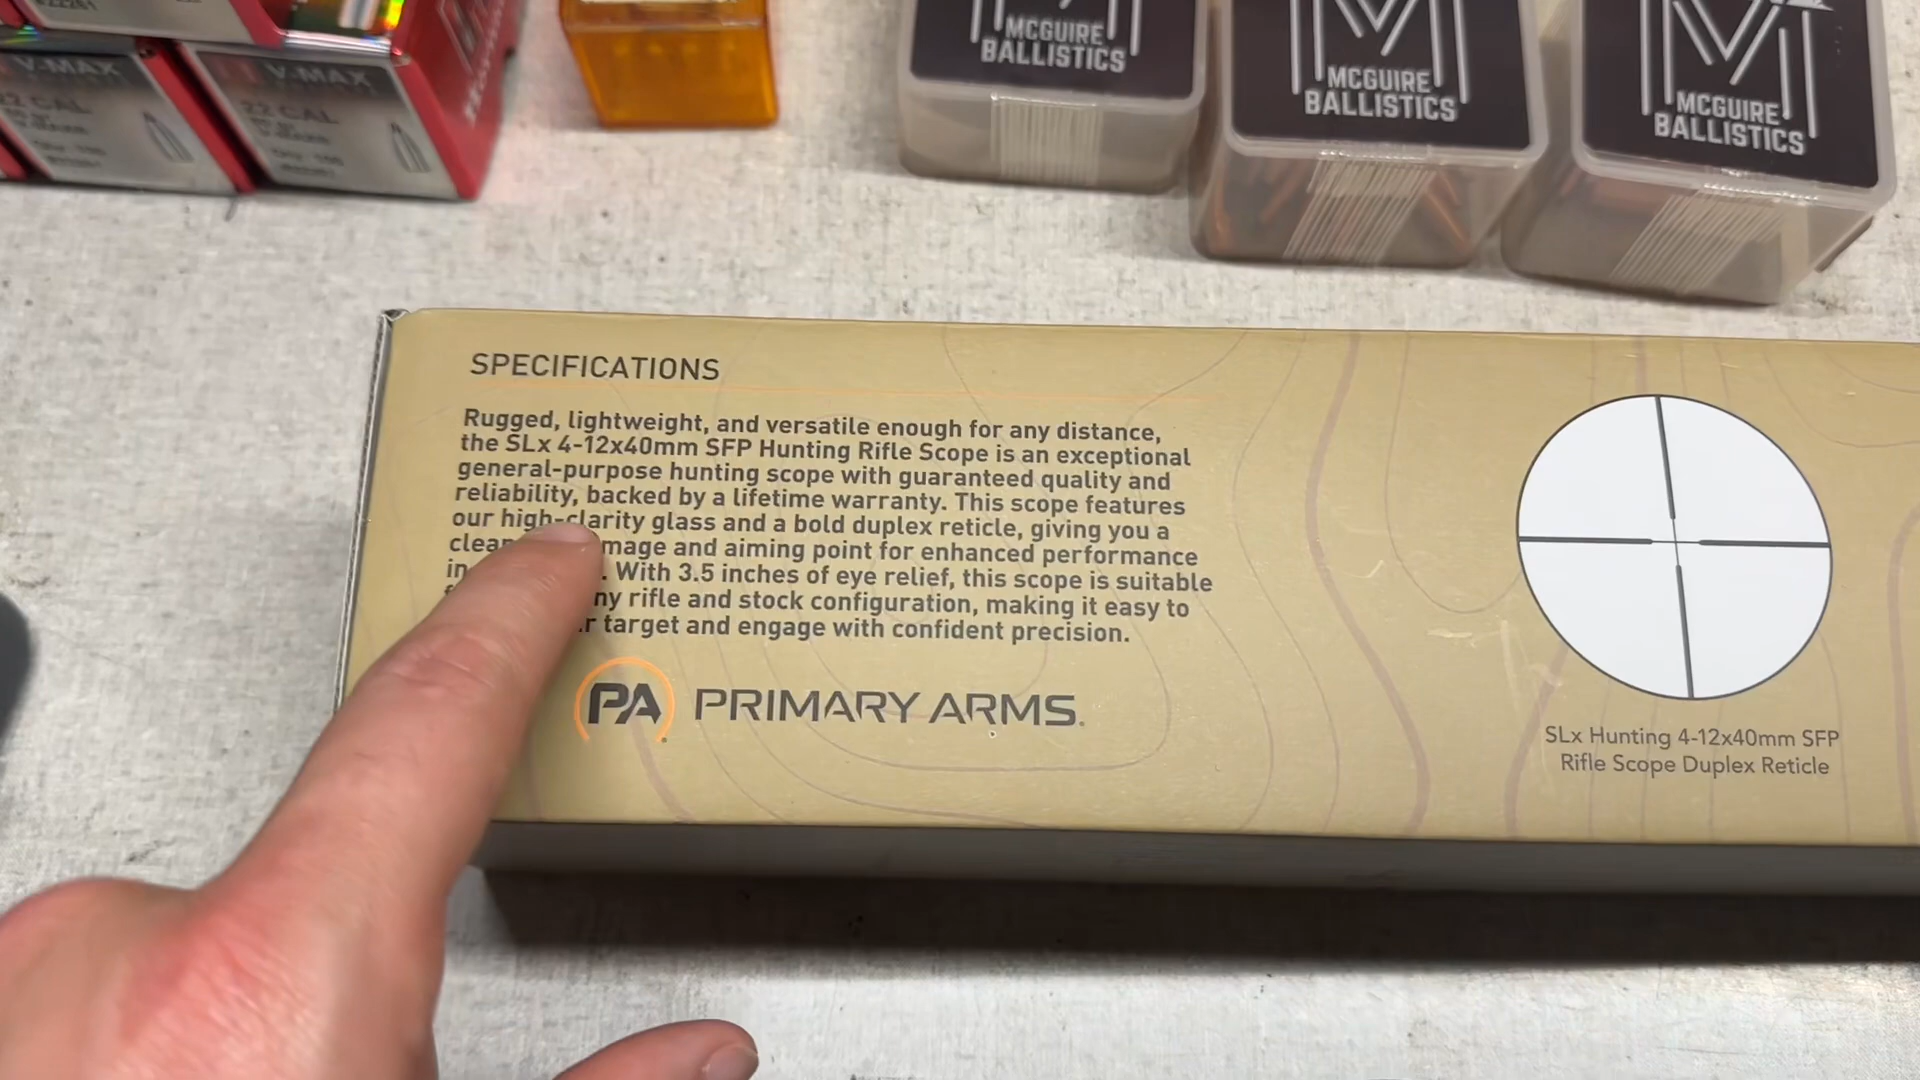 V-MAX
22 CAL
V-MAX
22 CAL
MCGUIRE
BALLISTICS
MCGUIRE
BALLISTICS
MCGUIRE
BALLISTICS
SPECIFICATIONS
Rugged, lightweight, and versatile enough for any distance,
the SLx 4-12x40mm SFP Hunting Rifle Scope is an exceptional
general-purpose hunting scope with guaranteed quality and
reliability, backed by a lifetime warranty. This scope features
our high-clarity glass and a bold duplex reticle, giving you a
image and aiming point for enhanced performance
in With 3.5 inches of eye relief, this scope is suitable
rifle and stock configuration, making it easy to
target and engage with confident precision.
PA PRIMARY ARMS.
SLx Hunting 4-12x40mm SFP
Rifle Scope Duplex Reticle